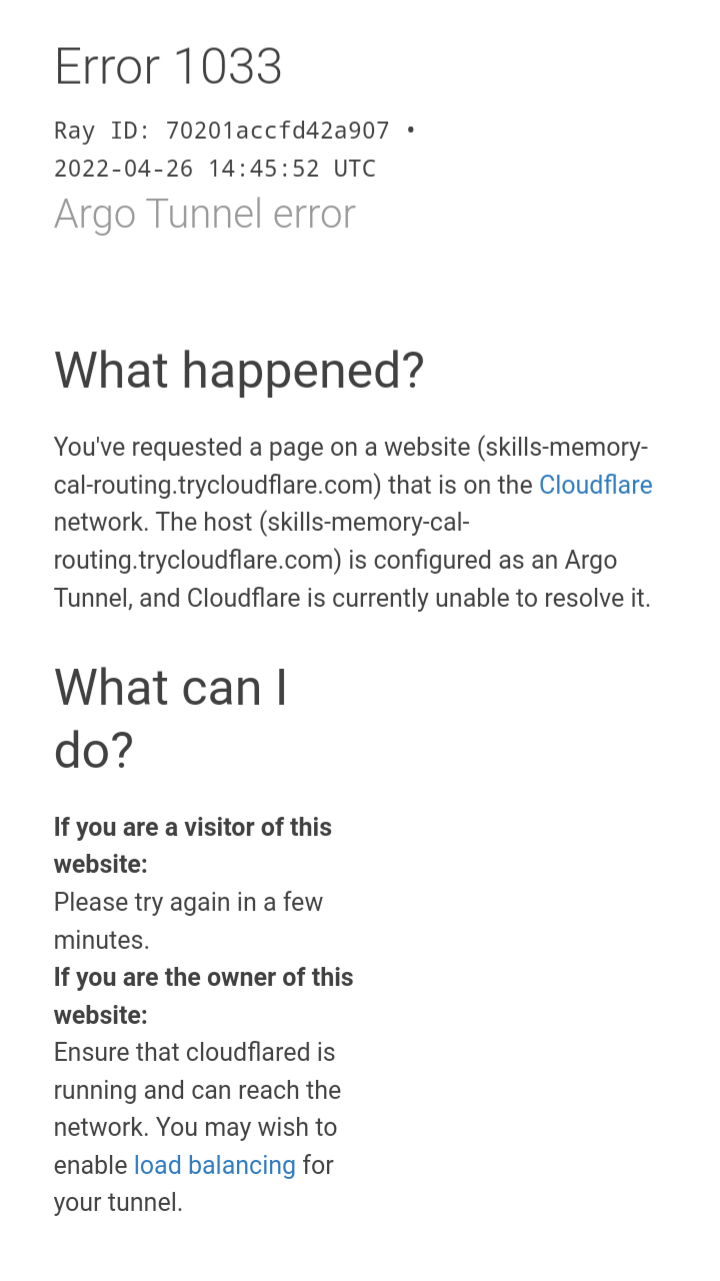 Error 1033
Ray ID: 70201accfd42a907 •
2022-04-26 14:45:52 UTC
Argo Tunnel error
What happened?
You've requested a page on a website (skills-memory-
cal-routing.trycloudflare.com) that is on the Cloudflare
network. The host (skills-memory-cal-
routing.trycloudflare.com) is configured as an Argo
Tunnel, and Cloudflare is currently unable to resolve it.
What can I
do?
If you are a visitor of this
website:
Please try again in a few
minutes.
If you are the owner of this
website:
Ensure that cloudflared is
running and can reach the
network. You may wish to
enable load balancing for
your tunnel.